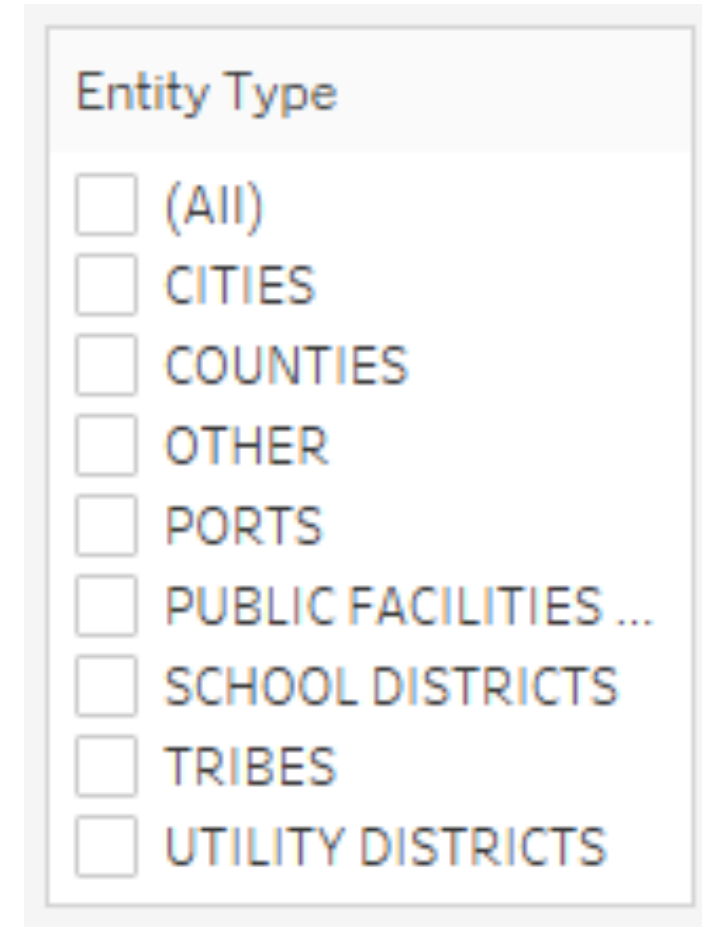 Entity Type
(All)
CITIES
COUNTIES
OTHER
PORTS
PUBLIC FACILITIES ...
SCHOOL DISTRICTS
TRIBES
UTILITY DISTRICTS